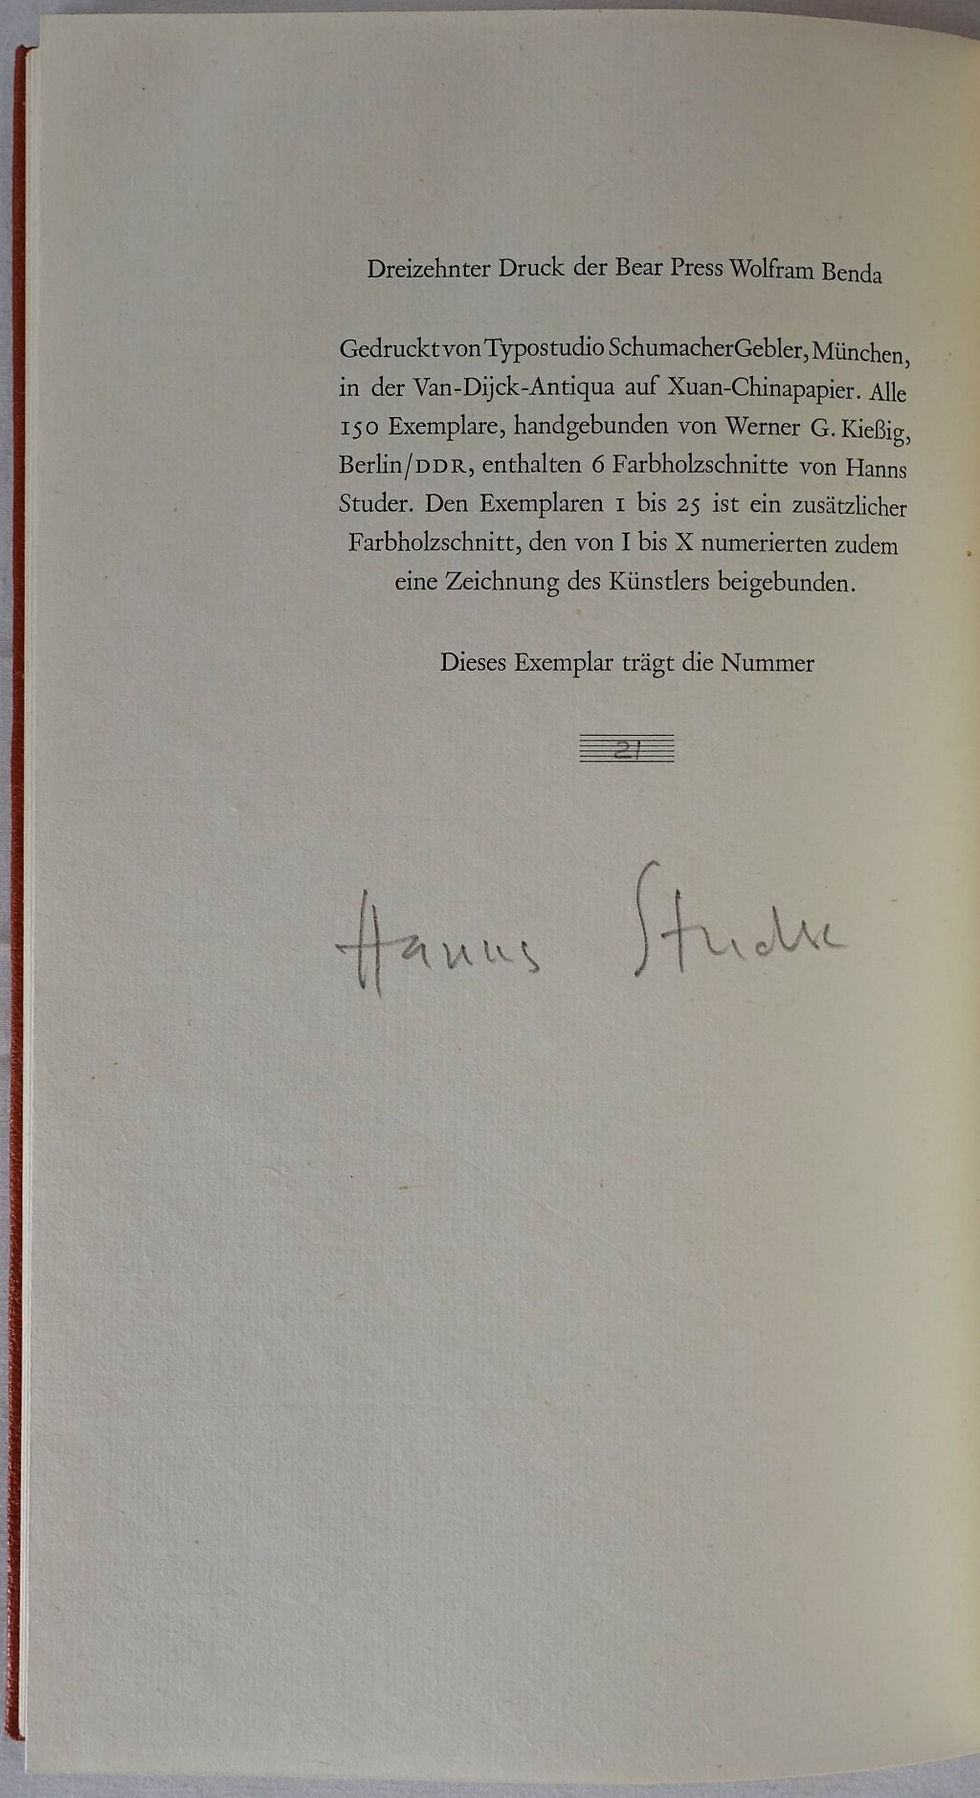 Dreizehnter Druck der Bear Press Wolfram Benda
Gedruckt von Typostudio SchumacherGebler, München,
in der Van-Dijck-Antiqua auf Xuan-Chinapapier. Alle
150 Exemplare, handgebunden von Werner G. Kießig,
Berlin/DDR, enthalten 6 Farbholzschnitte von Hanns
Studer. Den Exemplaren 1 bis 25 ist ein zusätzlicher
Farbholzschnitt, den von I bis X numerierten zudem
eine Zeichnung des Künstlers beigebunden.
Dieses Exemplar trägt die Nummer
21
Hanns Studer